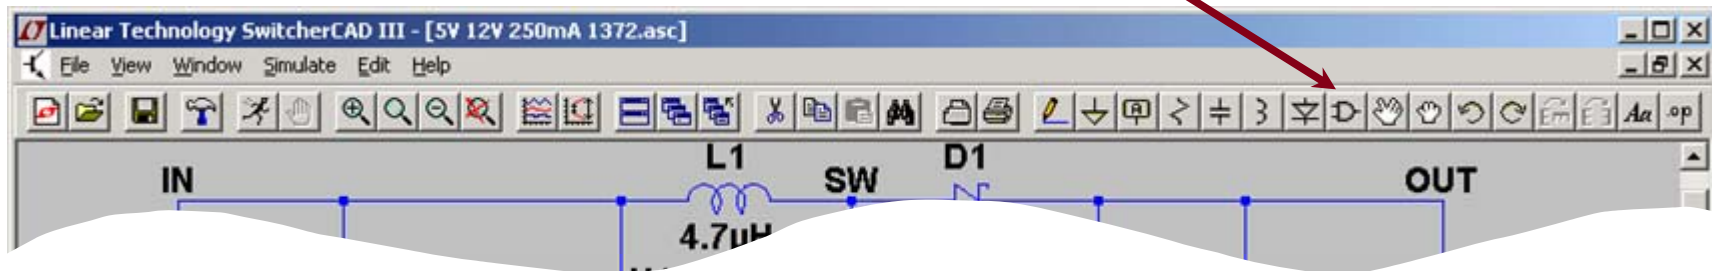 Linear Technology SwitcherCAD III - [5V 12V 250mA 1372.asc]
File View Window Simulate Edit Help
A Aa .op
L1 D1
IN SW OUT
4.7µH